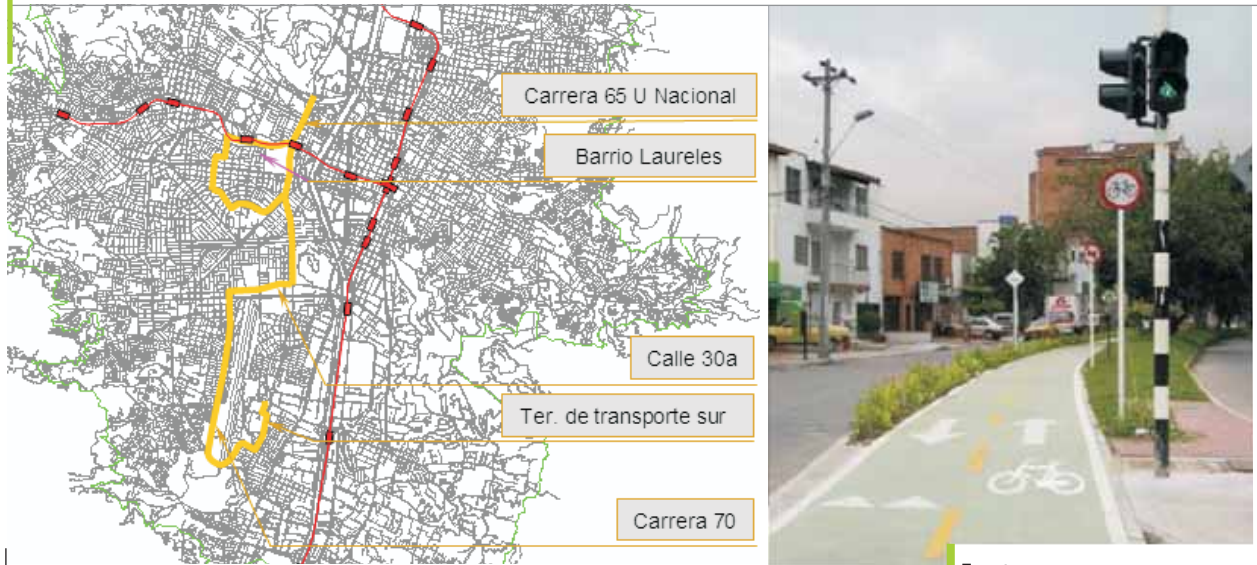 Carrera 65 U Nacional
Barrio Laureles
Calle 30a
Ter. de transporte sur
Carrera 70